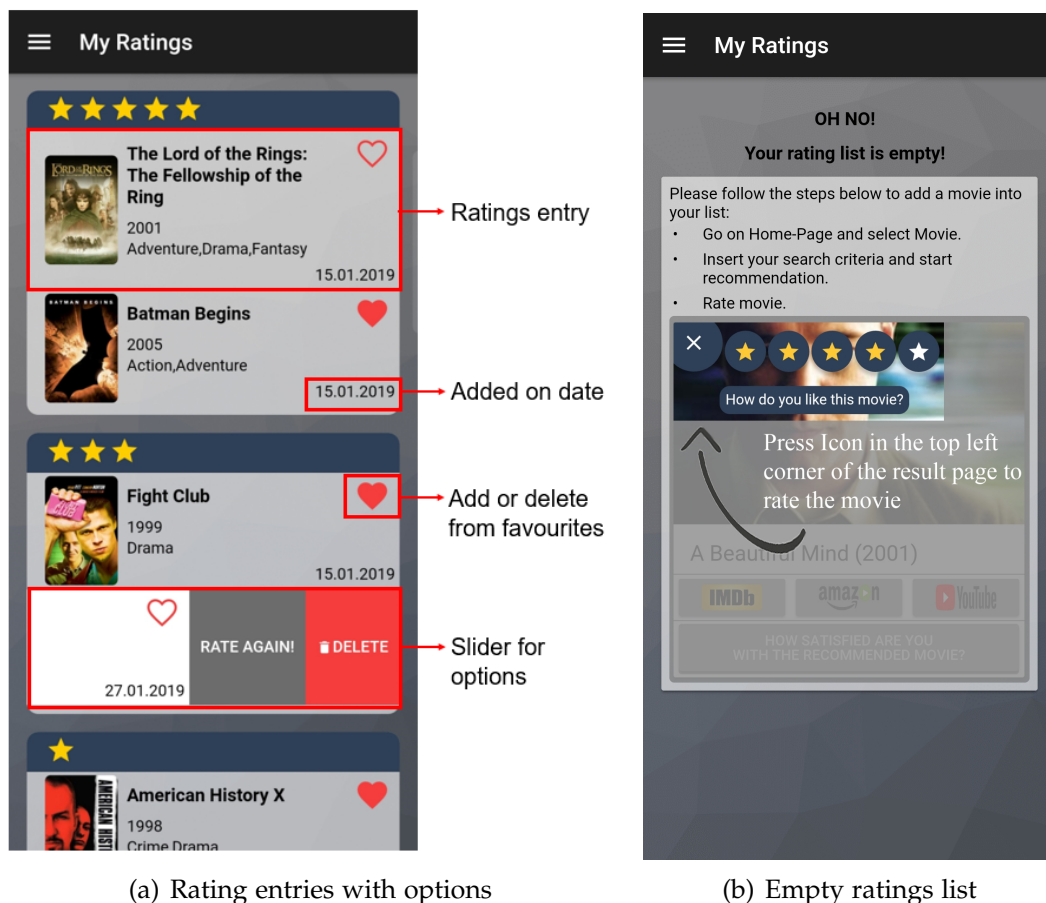 My Ratings
The Lord of the Rings:
The Fellowship of the
Ring
2001
Adventure,Drama,Fantasy
15.01.2019
BATMAN BEGINS
Batman Begins
2005
Action,Adventure
15.01.2019
Fight Club
1999
Drama
15.01.2019
RATE AGAIN!
DELETE
27.01.2019
AMERICAN HIST
American History X
1998
Crime,Drama
Ratings entry
Added on date
Add or delete
from favourites
Slider for
options
(a) Rating entries with options
My Ratings
OH NO!
Your rating list is empty!
Please follow the steps below to add a movie into
your list:
• Go on Home-Page and select Movie.
• Insert your search criteria and start
recommendation.
• Rate movie.
How do you like this movie?
Press Icon in the top left
corner of the result page to
rate the movie
A Beautiful Mind (2001)
IMDb
amazon
YouTube
HOW SATISFIED ARE YOU
WITH THE RECOMMENDED MOVIE?
(b) Empty ratings list